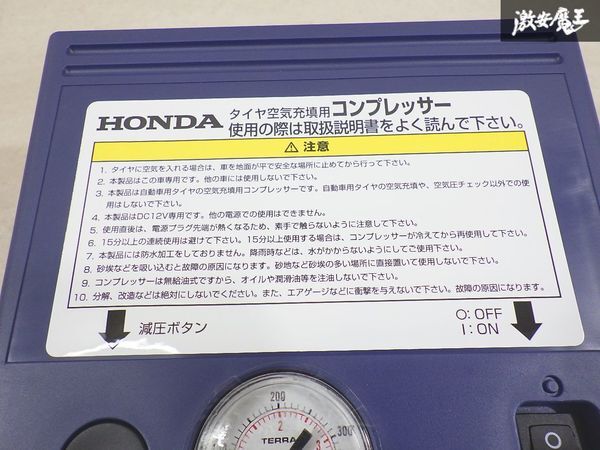 激安魔王
HONDA タイヤ空気充填用コンプレッサー
使用の際は取扱説明書をよく読んで下さい。
⚠ 注意
1. タイヤに空気を入れる場合は、車を地面が平で安全な場所に止めてから行って下さい。
2. 本製品はこの車専用です。他の車には使用しないで下さい。
3. 本製品は自動車用タイヤの空気充填用コンプレッサーです。自動車用タイヤの空気充填や、空気圧チェック以外での使
用はしないで下さい。
4. 本製品はDC12V専用です。他の電源での使用はできません。
5. 使用直後は、電源プラグ先端が熱くなるため、素手で触らないように注意して下さい。
6. 15分以上の連続使用は避けて下さい。15分以上使用する場合は、コンプレッサーが冷えてから再使用して下さい。
7. 本製品には防水加工をしておりません。降雨時などは、水がかからないようにしてご使用下さい。
8. 砂埃などを吸い込むと故障の原因になります。砂地など砂埃の多い場所に直接置いて使用しないで下さい。
9. コンプレッサーは無給油式ですから、オイルや潤滑油等を注油しないで下さい。
10. 分解、改造などは絶対にしないでください。また、エアゲージなどに衝撃を与えないで下さい。故障の原因になります。
減圧ボタン
O: OFF
I : ON
200
300
2
3
TERRA
O